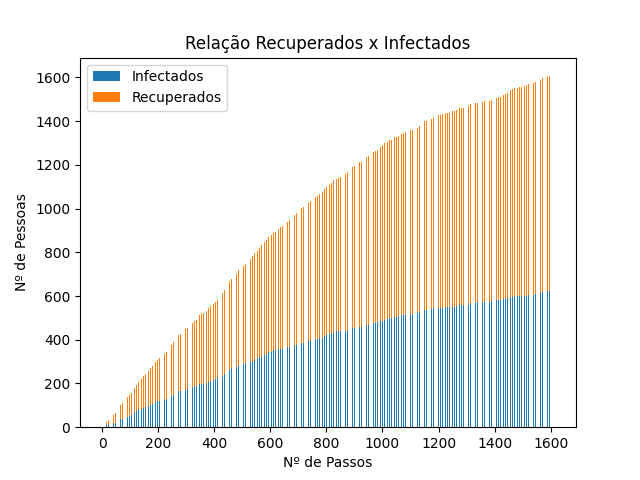 Relação Recuperados x Infectados
Infectados
Recuperados
Nº de Pessoas
1600
1400
1200
1000
800
600
400
200
0
0 200 400 600 800 1000 1200 1400 1600
Nº de Passos